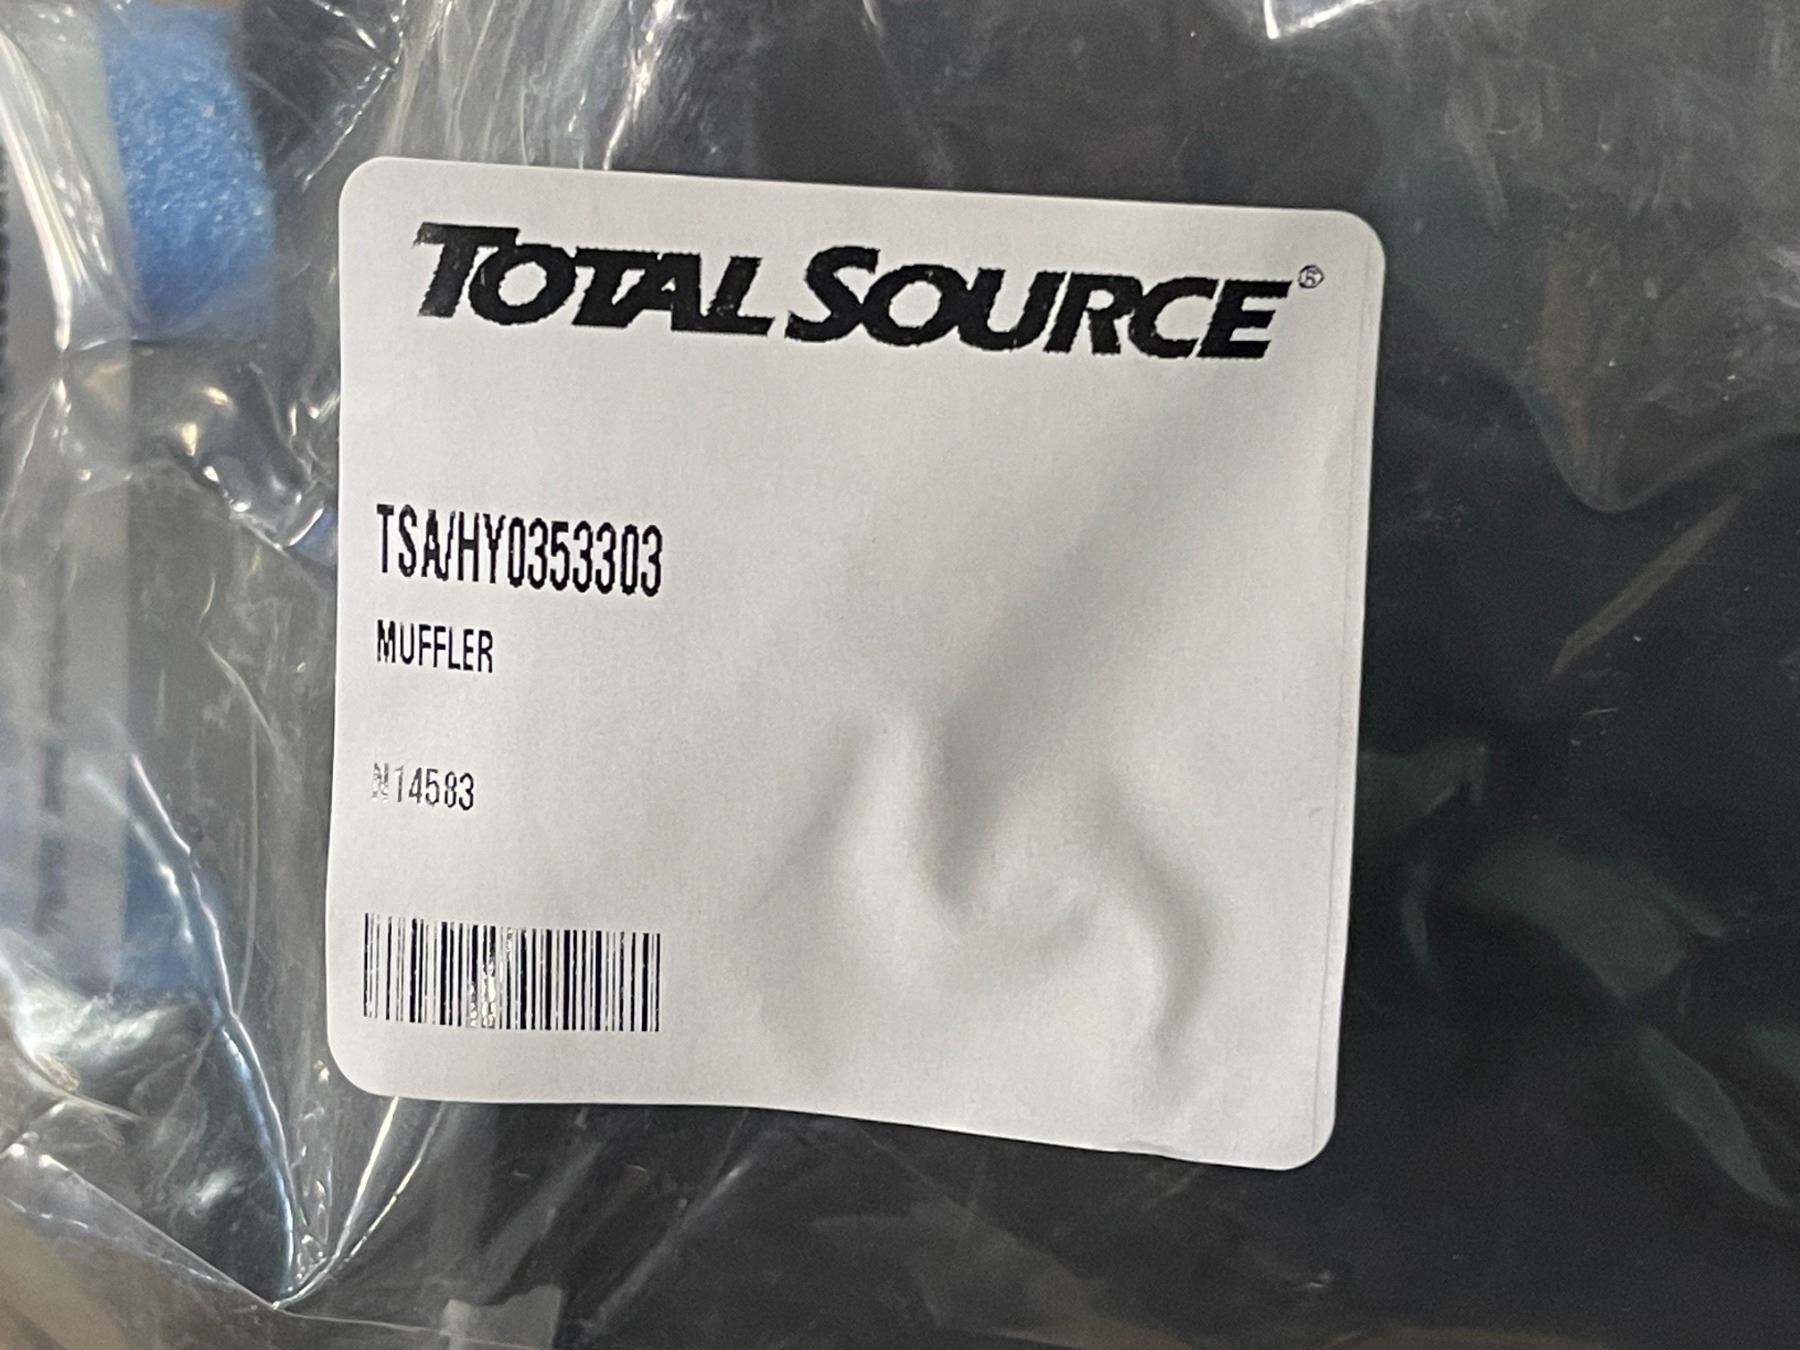 TOTAL SOURCE®
TSA/HY0353303
MUFFLER
N14583